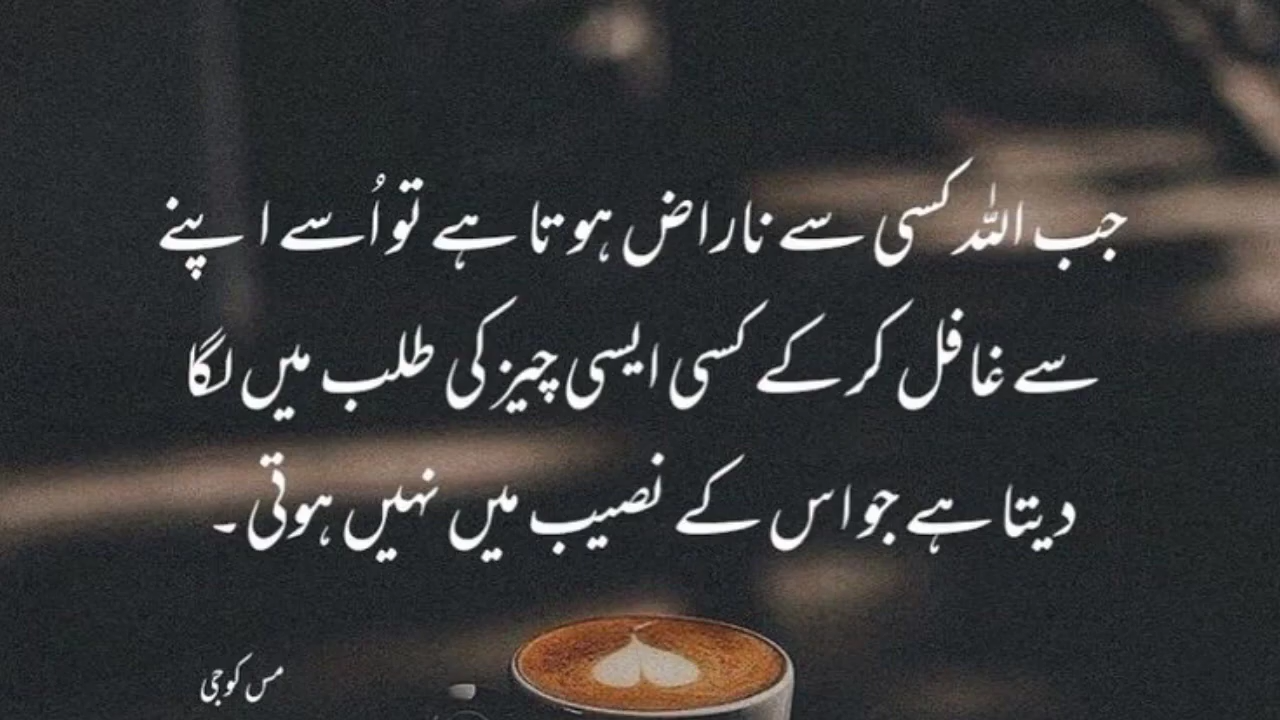 جب اللہ کسی سے ناراض ہوتا ہے تو اُسے اپنے
سے غافل کر کے کسی ایسی چیز کی طلب میں لگا
دیتا ہے جو اس کے نصیب میں نہیں ہوتی۔
مس کوجی